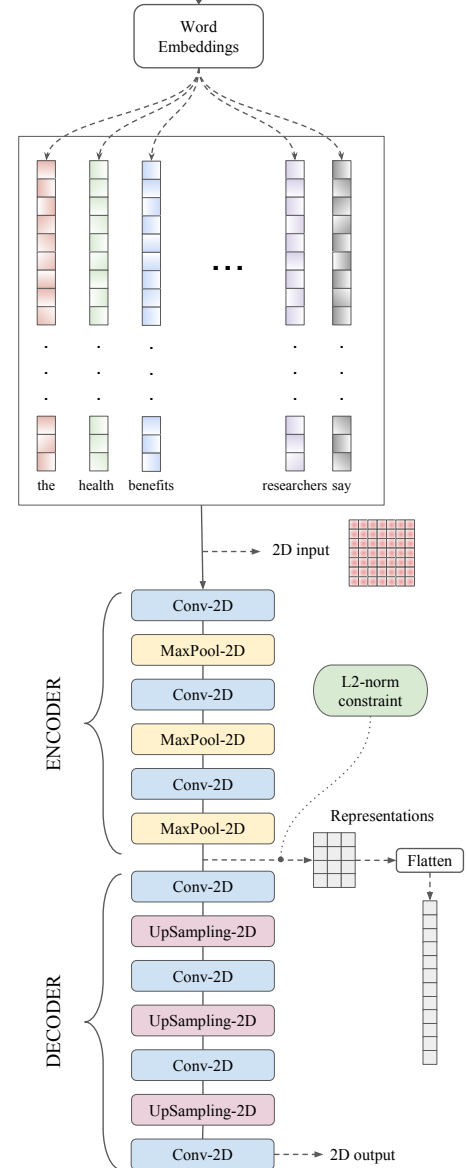 Word
Embeddings
...
the health benefits researchers say
2D input
Conv-2D
MaxPool-2D
Conv-2D
MaxPool-2D
Conv-2D
MaxPool-2D
ENCODER
L2-norm
constraint
Representations
Flatten
Conv-2D
UpSampling-2D
Conv-2D
UpSampling-2D
Conv-2D
UpSampling-2D
Conv-2D
DECODER
2D output